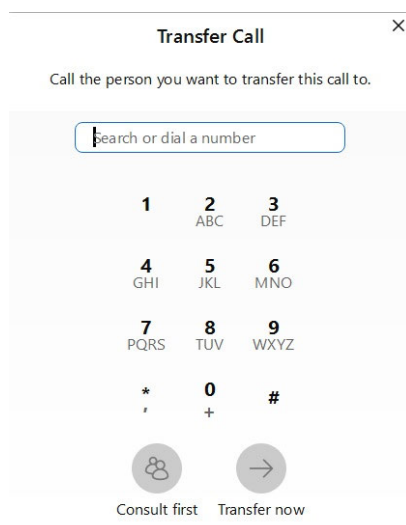 Transfer Call
Call the person you want to transfer this call to.
Search or dial a number
1 2 3
ABC DEF
4 5 6
GHI JKL MNO
7 8 9
PQRS TUV WXYZ
* 0 #
, +
Consult first Transfer now